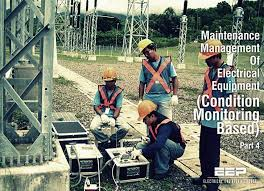 Maintenance
Management
Of
Electrical
Equipment
(Condition
Monitoring
Based)
Part 4
EEP